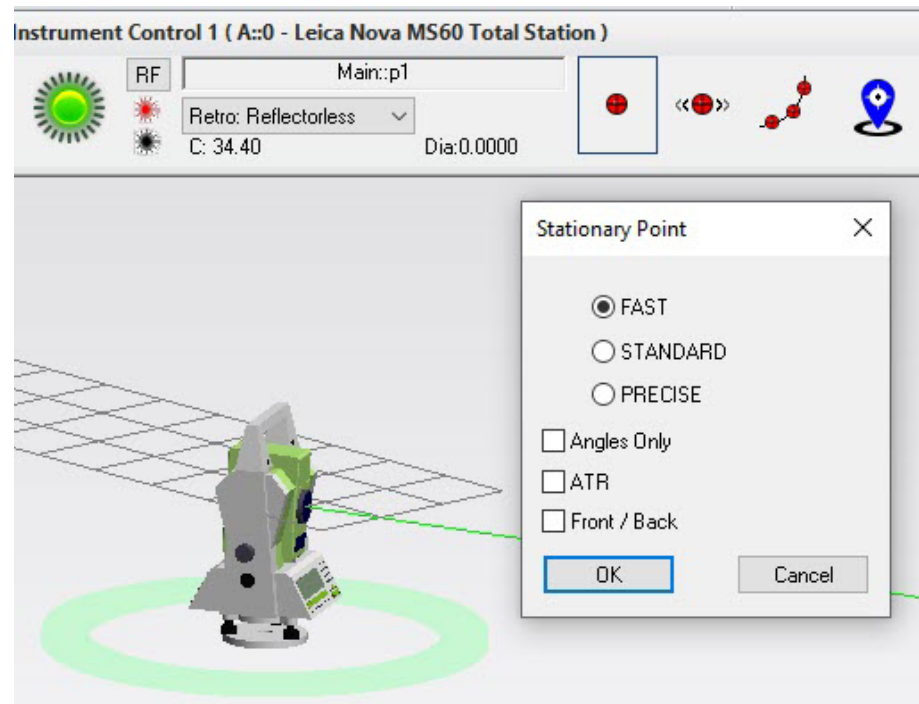 Instrument Control 1 ( A::0 - Leica Nova MS60 Total Station )
RF
Main::p1
Retro: Reflectorless
C: 34.40
Dia:0.0000
Stationary Point
FAST
STANDARD
PRECISE
Angles Only
ATR
Front / Back
OK
Cancel